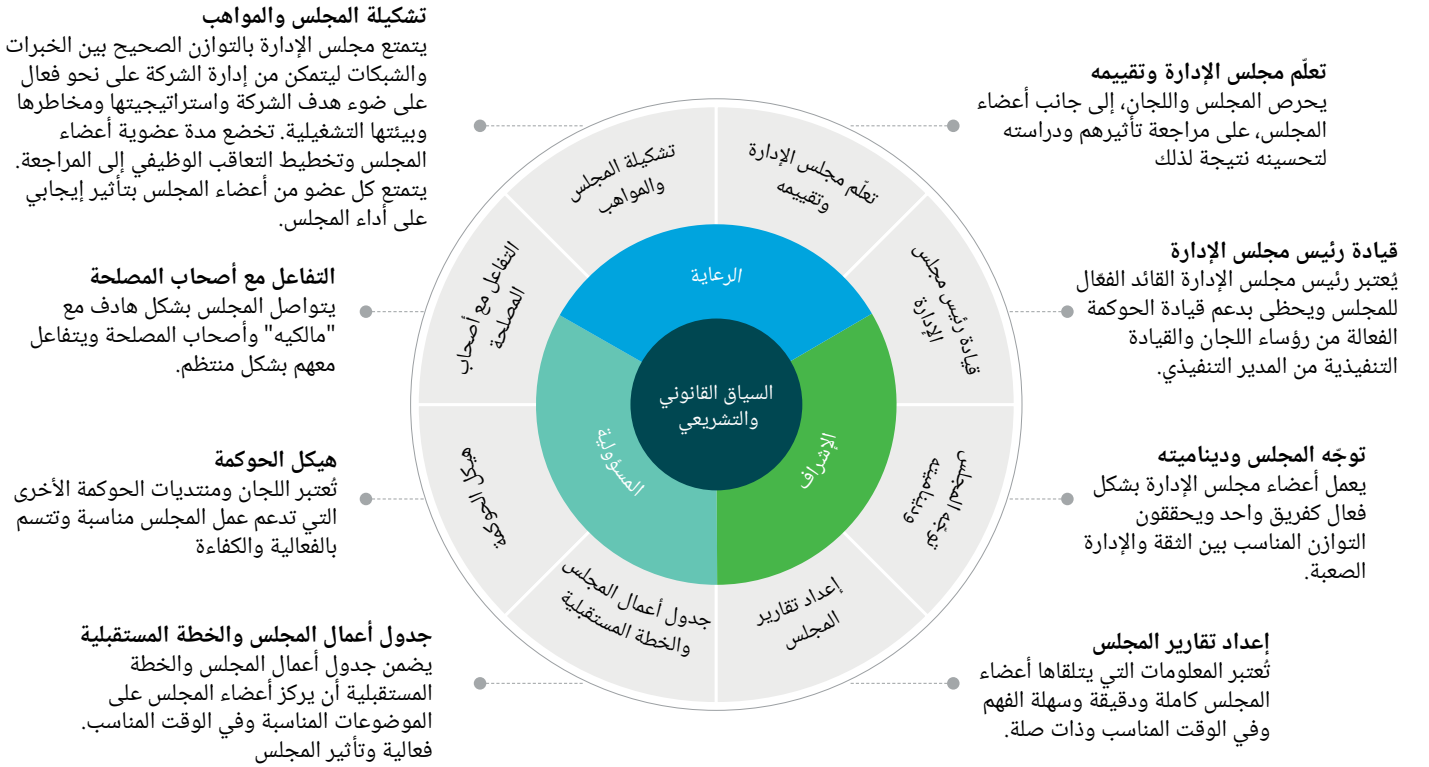 تشكيلة المجلس والمواهب
يتمتع مجلس الإدارة بالتوازن الصحيح بين الخبرات
والشبكات ليتمكن من إدارة الشركة على نحو فعال
على ضوء هدف الشركة واستراتيجيتها ومخاطرها
وبيئتها التشغيلية. تخضع مدة عضوية أعضاء
المجلس وتخطيط التعاقب الوظيفي إلى المراجعة.
يتمتع كل عضو من أعضاء المجلس بتأثير إيجابي
على أداء المجلس.
التفاعل مع أصحاب المصلحة
يتواصل المجلس بشكل هادف مع
"مالكيه" وأصحاب المصلحة ويتفاعل
معهم بشكل منتظم.
هيكل الحوكمة
تُعتبر اللجان ومنتديات الحوكمة الأخرى
التي تدعم عمل المجلس مناسبة وتتسم
بالفعالية والكفاءة
جدول أعمال المجلس والخطة المستقبلية
يضمن جدول أعمال المجلس والخطة
المستقبلية أن يركز أعضاء المجلس على
الموضوعات المناسبة وفي الوقت المناسب.
فعالية وتأثير المجلس
تعلّم مجلس الإدارة وتقييمه
يحرص المجلس واللجان، إلى جانب أعضاء
المجلس، على مراجعة تأثيرهم ودراسته
لتحسينه نتيجة لذلك
قيادة رئيس مجلس الإدارة
يُعتبر رئيس مجلس الإدارة القائد الفعّال
للمجلس ويحظى بدعم قيادة الحوكمة
الفعالة من رؤساء اللجان والقيادة
التنفيذية من المدير التنفيذي.
توجّه المجلس وديناميته
يعمل أعضاء مجلس الإدارة بشكل
فعال كفريق واحد ويحققون
التوازن المناسب بين الثقة والإدارة
الصعبة.
إعداد تقارير المجلس
تُعتبر المعلومات التي يتلقاها أعضاء
المجلس كاملة ودقيقة وسهلة الفهم
وفي الوقت المناسب وذات صلة.
تشكيلة المجلس
والمواهب
تعلّم مجلس الإدارة
وتقييمه
قيادة رئيس مجلس
الإدارة
توجّه المجلس
وديناميته
إعداد تقارير
المجلس
جدول أعمال المجلس
والخطة المستقبلية
هيكل الحوكمة
التفاعل مع أصحاب
المصلحة
الرعاية
الإشراف
المسؤولية
السياق القانوني
والتشريعي